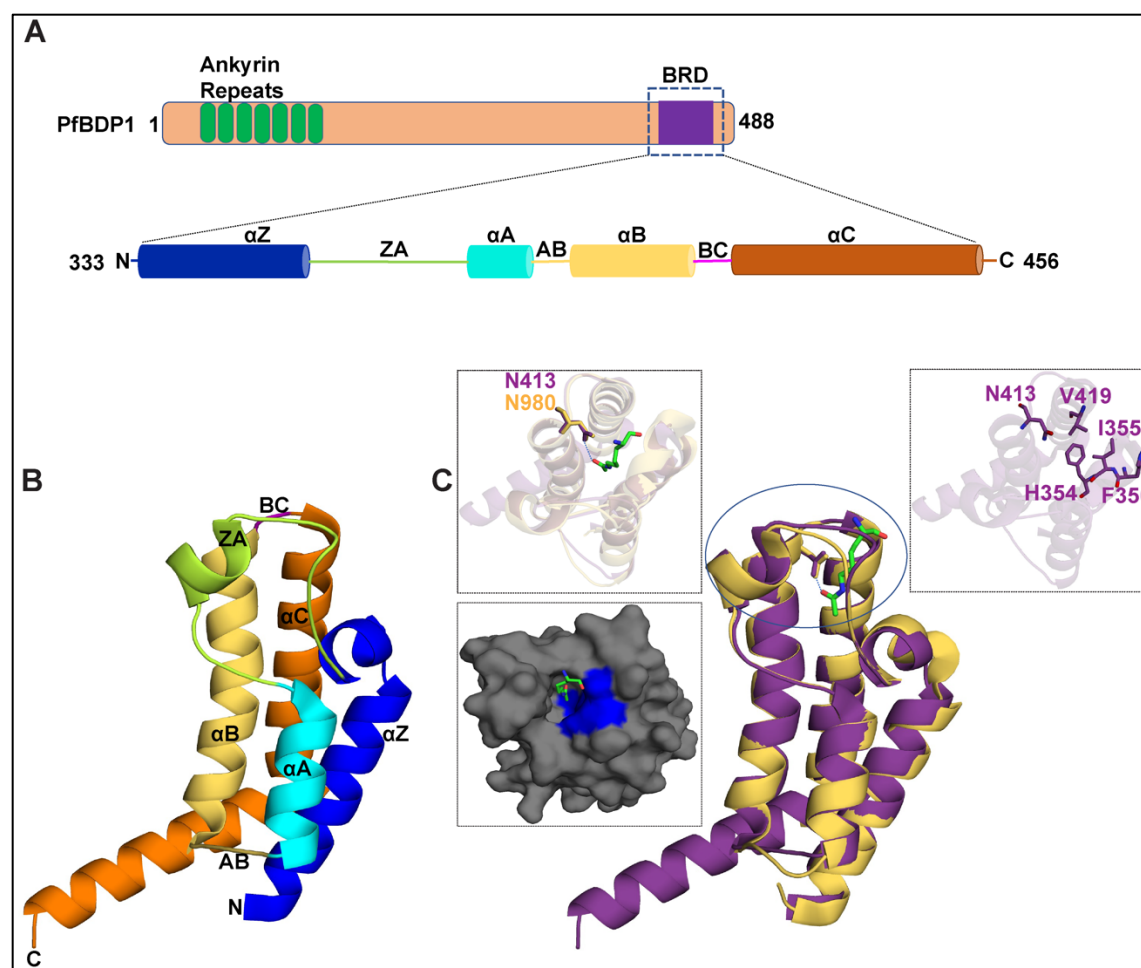 A
Ankyrin
Repeats
BRD
PfBDP1 1
488
αZ
αA
αB
αC
ZA
AB
BC
333 N
C 456
B
BC
ZA
αC
αB
αA
αZ
AB
N
C
C
N413
N980
N413
V419
I355
H354